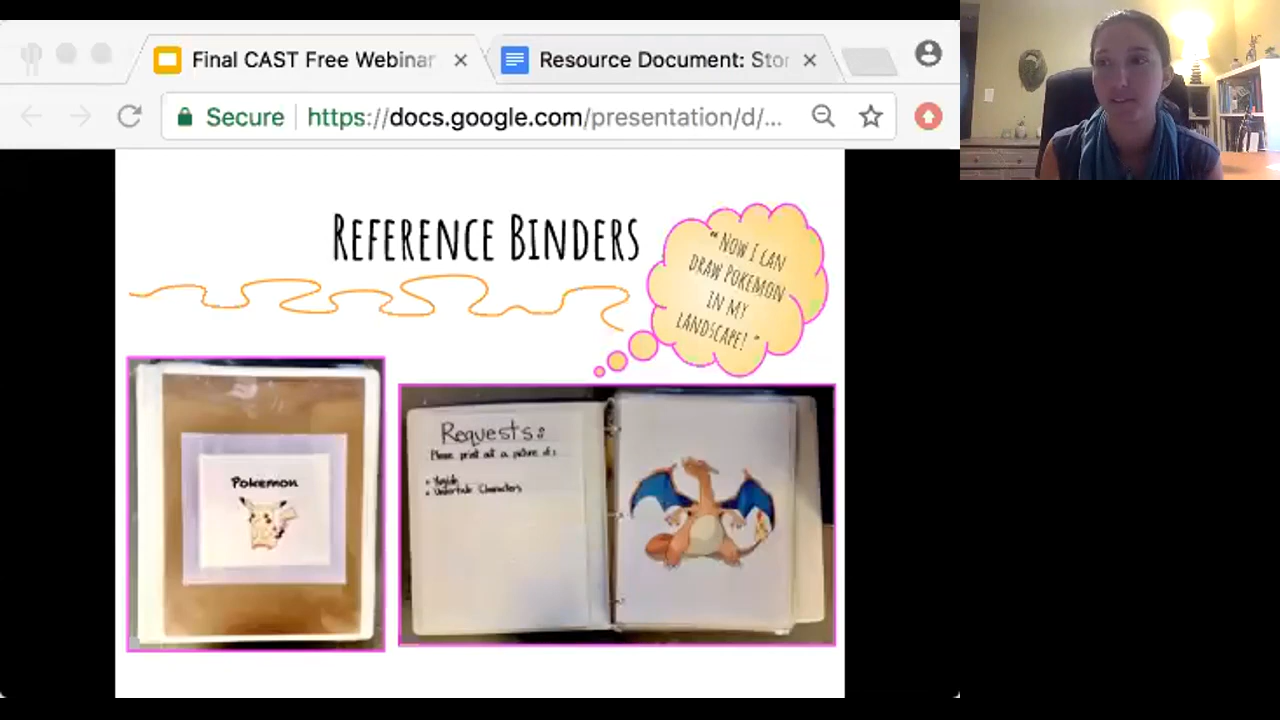 Final CAST Free Webinar
Resource Document: Stor
Secure
https://docs.google.com/presentation/d/...
REFERENCE BINDERS
"NOW I CAN
DRAW POKEMON
IN MY
LANDSCAPE!"
Pokemon
Requests:
Please print out a picture of:
• Undertale Characters